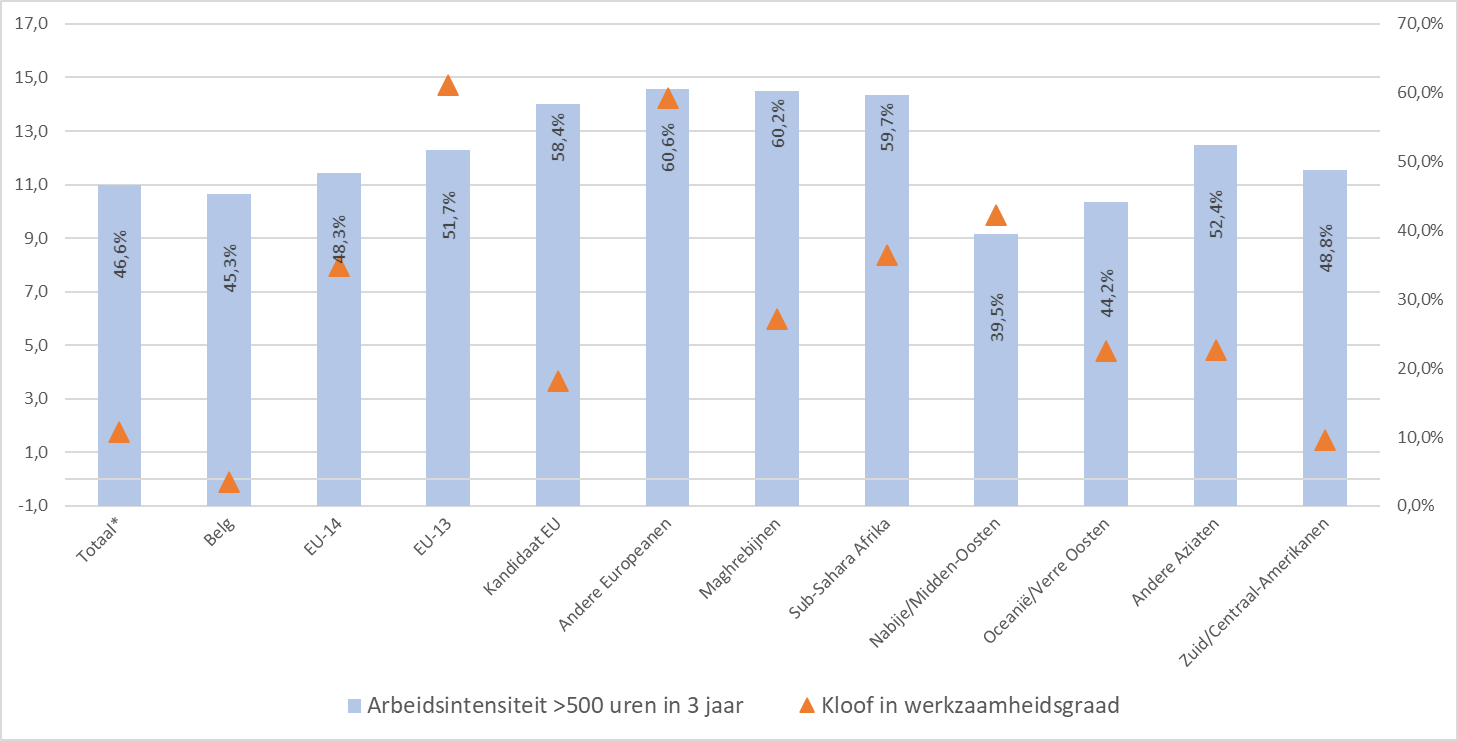 17,0
15,0
13,0
11,0
9,0
7,0
5,0
3,0
1,0
-1,0
70,0%
60,0%
50,0%
40,0%
30,0%
20,0%
10,0%
0,0%
46,6%
45,3%
48,3%
51,7%
58,4%
60,6%
60,2%
59,7%
39,5%
44,2%
52,4%
48,8%
Totaal*
Belg
EU-14
EU-13
Kandidaat EU
Andere Europeanen
Maghrebijnen
Sub-Sahara Afrika
Nabije/Midden-Oosten
Oceanië/Verre Oosten
Andere Aziaten
Zuid/Centraal-Amerikanen
Arbeidsintensiteit >500 uren in 3 jaar
Kloof in werkzaamheidsgraad